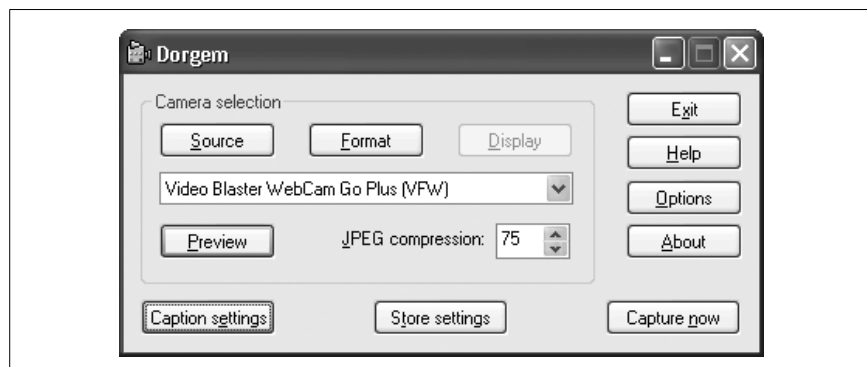 Dorgem
Camera selection
Source Format Display
Video Blaster WebCam Go Plus (VFW)
Preview JPEG compression: 75
Exit
Help
Options
About
Caption settings Store settings Capture now